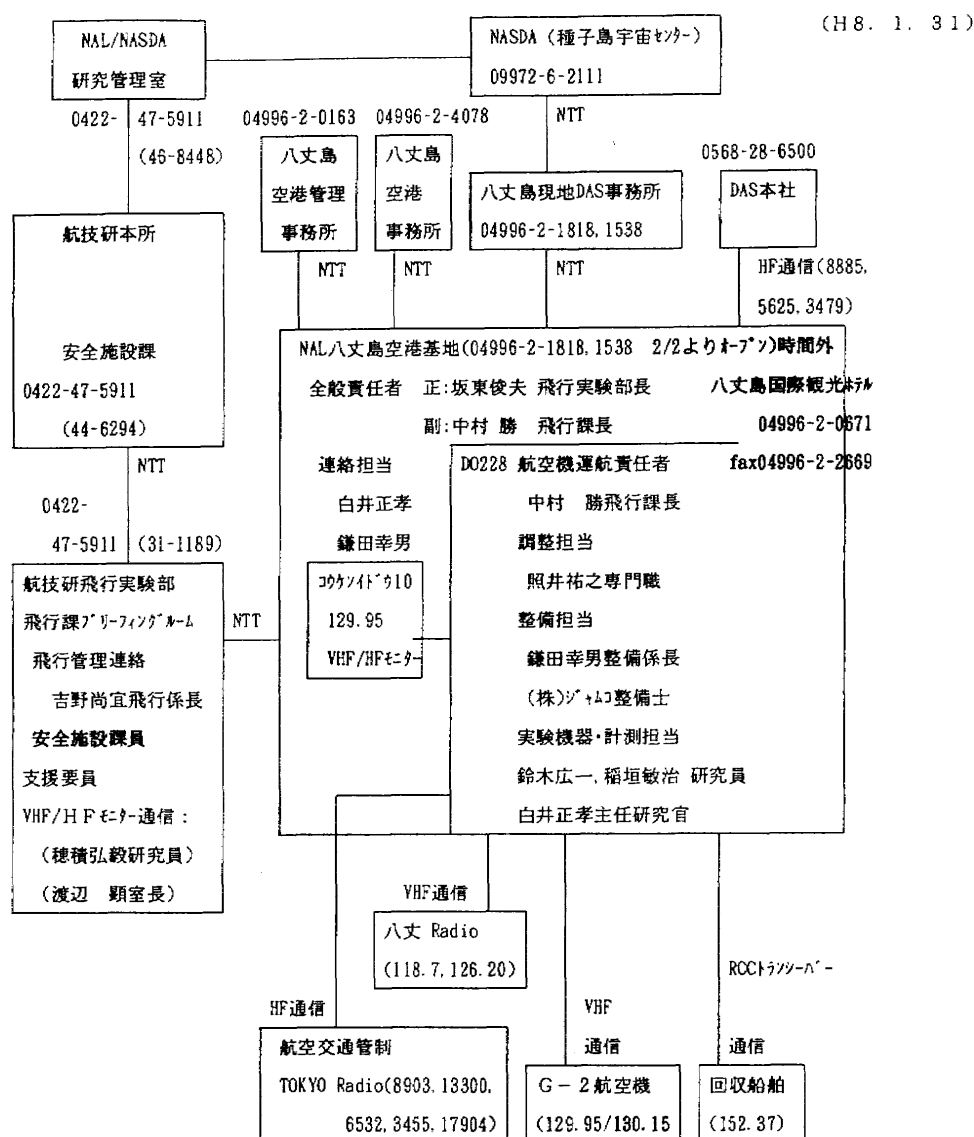 (H8. 1. 31)
NAL/NASDA
研究管理室
NASDA (種子島宇宙ｾﾝﾀｰ)
09972-6-2111
0422- 47-5911
(46-8448)
04996-2-0163
04996-2-4078
NTT
0568-28-6500
八丈島
空港管理
事務所
八丈島
空港
事務所
八丈島現地DAS事務所
04996-2-1818,1538
DAS本社
航技研本所
安全施設課
0422-47-5911
(44-6294)
NTT
NTT
NTT
HF通信(8885,
5625,3479)
NAL八丈島空港基地(04996-2-1818,1538 2/2よりｵｰﾌﾟﾝ)時間外
全般責任者 正:坂東俊夫 飛行実験部長 八丈島国際観光ﾎﾃﾙ
副:中村 勝 飛行課長 04996-2-0671
fax04996-2-2669
連絡担当
白井正孝
鎌田幸男
ｺｳｹﾝｲﾄﾞｳ10
129.95
VHF/HFﾓﾆﾀｰ
DO228 航空機運航責任者
中村 勝飛行課長
調整担当
照井祐之専門職
整備担当
鎌田幸男整備係長
(株)ｼﾞｬﾑｺ整備士
実験機器･計測担当
鈴木広一,稲垣敏治 研究員
白井正孝主任研究官
NTT
0422-
47-5911 (31-1189)
航技研飛行実験部
飛行課ﾌﾞﾘｰﾌｨﾝｸﾞﾙｰﾑ
飛行管理連絡
吉野尚宜飛行係長
安全施設課員
支援要員
VHF/ＨＦﾓﾆﾀｰ通信：
(穂積弘毅研究員)
(渡辺 顕室長)
NTT
VHF通信
八丈 Radio
(118.7,126.20)
HF通信
航空交通管制
TOKYO Radio(8903.13300,
6532,3455,17904)
VHF
通信
Ｇ－２航空機
(129.95/130.15
RCCﾄﾗﾝｼｰﾊﾞｰ
通信
回収船舶
(152.37)